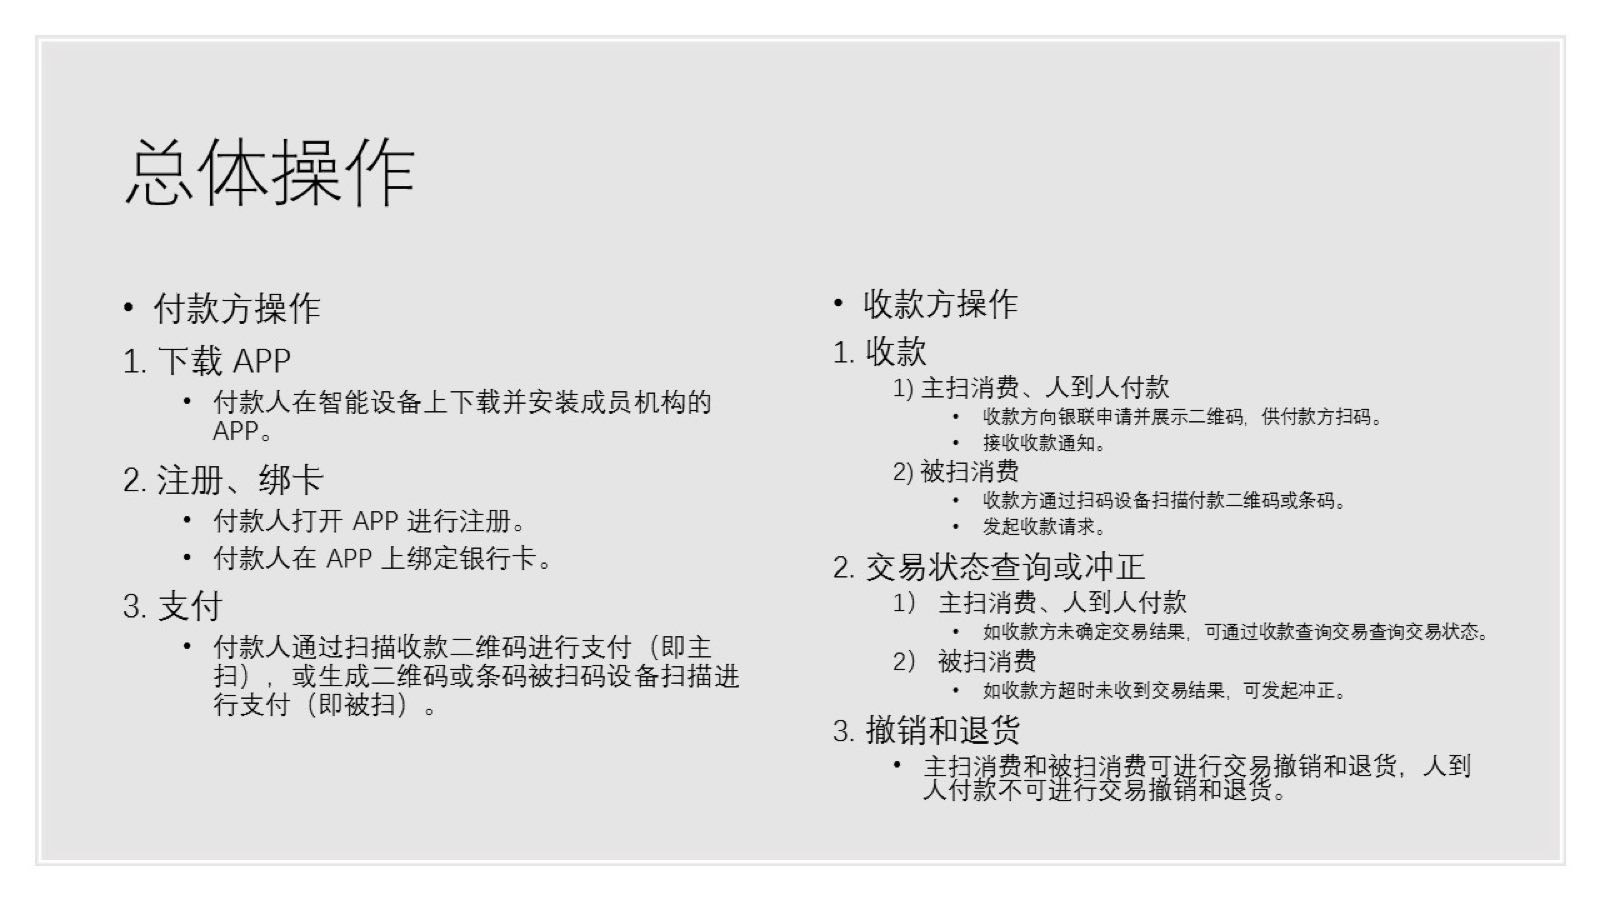 总体操作
• 付款方操作
1. 下载 APP
• 付款人在智能设备上下载并安装成员机构的
APP。
2. 注册、绑卡
• 付款人打开 APP 进行注册。
• 付款人在 APP 上绑定银行卡。
3. 支付
• 付款人通过扫描收款二维码进行支付（即主
扫），或生成二维码或条码被扫码设备扫描进
行支付（即被扫）。
• 收款方操作
1. 收款
1) 主扫消费、人到人付款
• 收款方向银联申请并展示二维码，供付款方扫码。
• 接收收款通知。
2) 被扫消费
• 收款方通过扫码设备扫描付款二维码或条码。
• 发起收款请求。
2. 交易状态查询或冲正
1） 主扫消费、人到人付款
• 如收款方未确定交易结果，可通过收款查询交易查询交易状态。
2） 被扫消费
• 如收款方超时未收到交易结果，可发起冲正。
3. 撤销和退货
• 主扫消费和被扫消费可进行交易撤销和退货，人到
人付款不可进行交易撤销和退货。